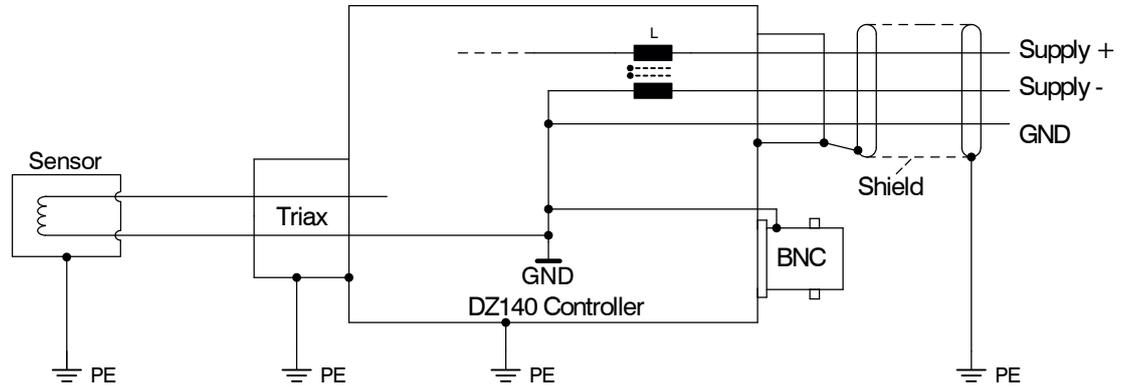 L
Supply +
Supply -
GND
Sensor
Shield
Triax
BNC
GND
DZ140 Controller
PE
PE
PE
PE